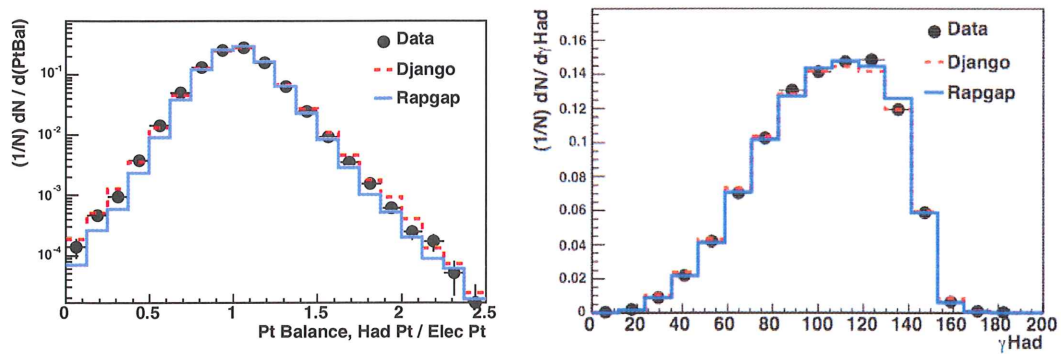 (1/N) dN / d(PtBal)
10⁻¹
10⁻²
10⁻³
10⁻⁴
Data
Django
Rapgap
0 0.5 1 1.5 2 2.5
Pt Balance, Had Pt / Elec Pt
(1/N) dN/ dγHad
0.16
0.14
0.12
0.1
0.08
0.06
0.04
0.02
0
Data
Django
Rapgap
0 20 40 60 80 100 120 140 160 180 200
γHad